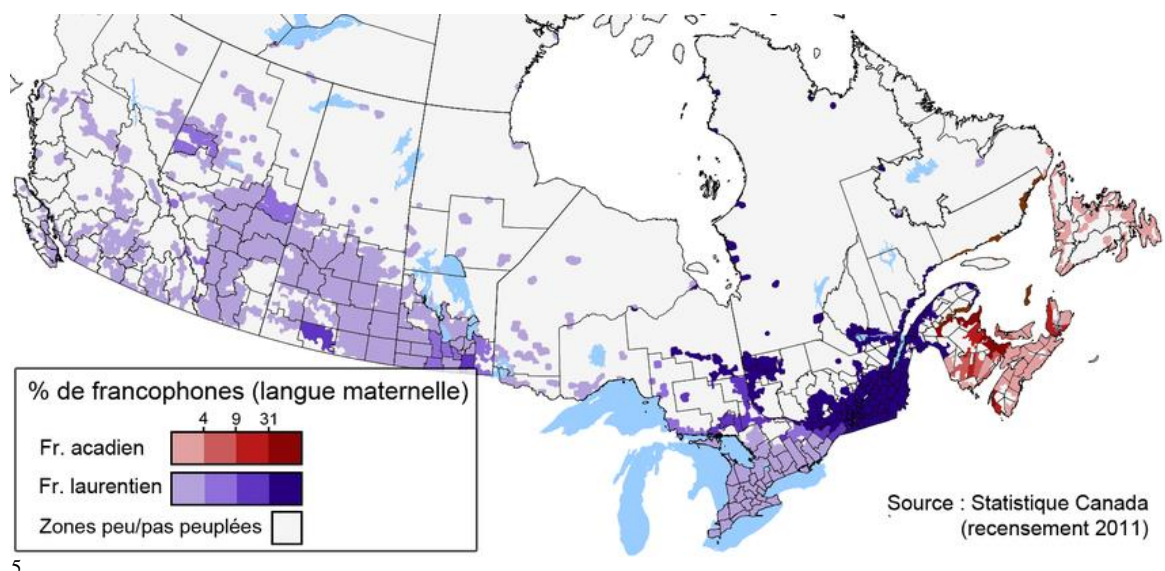 % de francophones (langue maternelle)
4 9 31
Fr. acadien
Fr. laurentien
Zones peu/pas peuplées
Source : Statistique Canada
(recensement 2011)
5